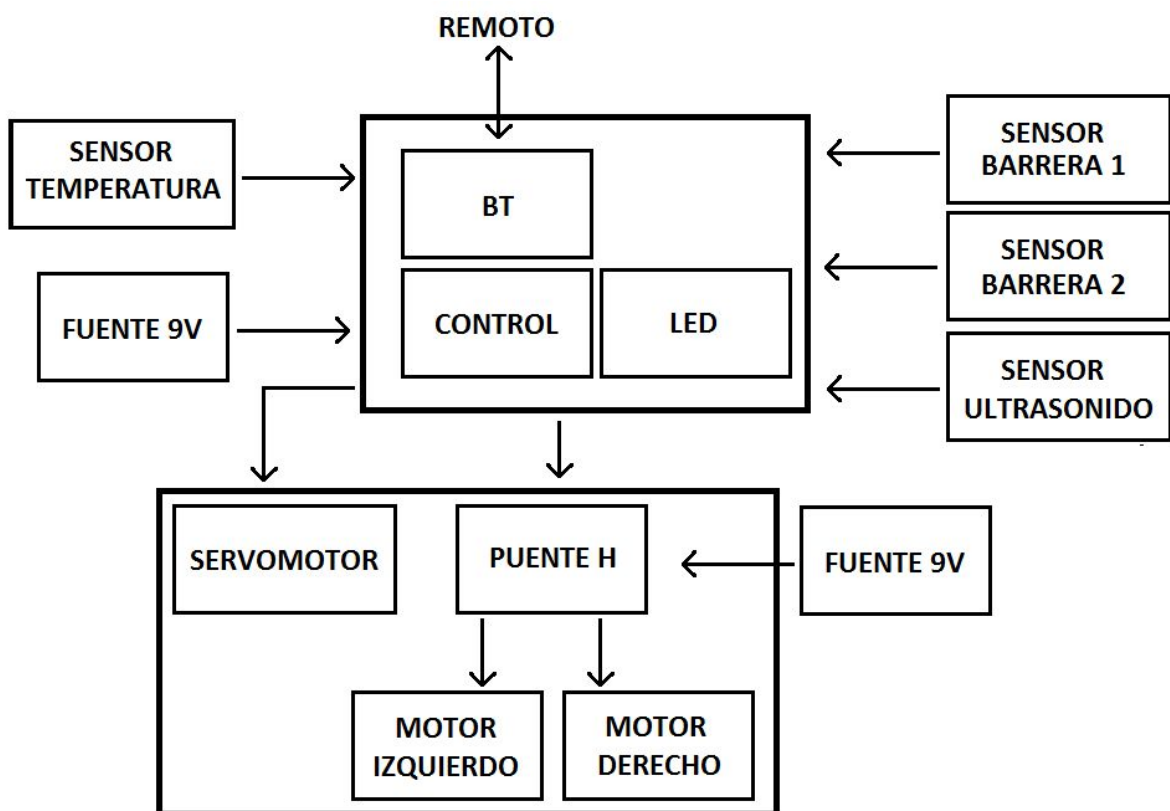 REMOTO
SENSOR
TEMPERATURA
SENSOR
BARRERA 1
BT
SENSOR
BARRERA 2
FUENTE 9V
CONTROL
LED
SENSOR
ULTRASONIDO
SERVOMOTOR
PUENTE H
FUENTE 9V
MOTOR
IZQUIERDO
MOTOR
DERECHO